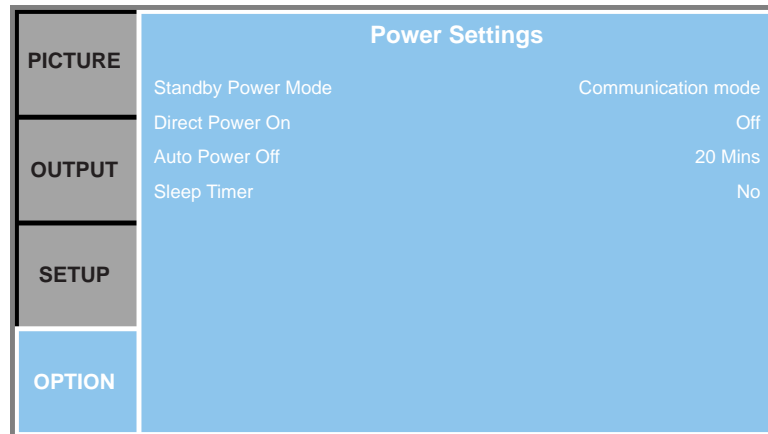 PICTURE
OUTPUT
SETUP
OPTION
Power Settings
Standby Power Mode Communication mode
Direct Power On Off
Auto Power Off 20 Mins
Sleep Timer No